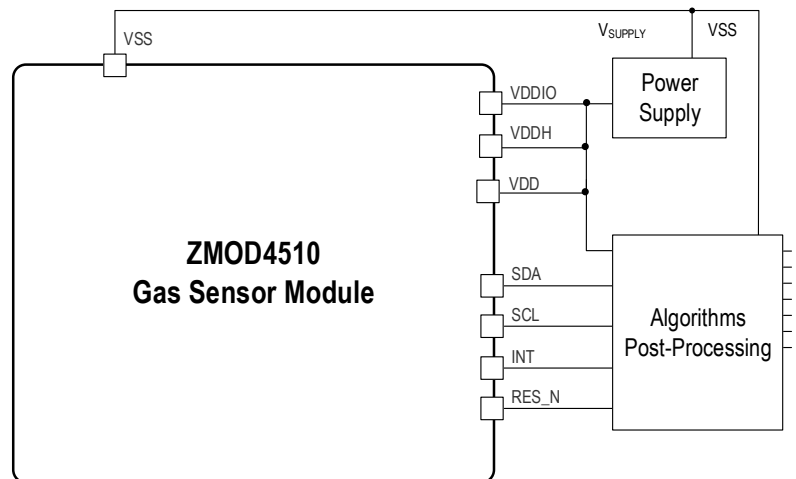 VSS
VSUPPLY
VSS
Power
Supply
VDDIO
VDDH
VDD
ZMOD4510
Gas Sensor Module
SDA
SCL
INT
RES_N
Algorithms
Post-Processing